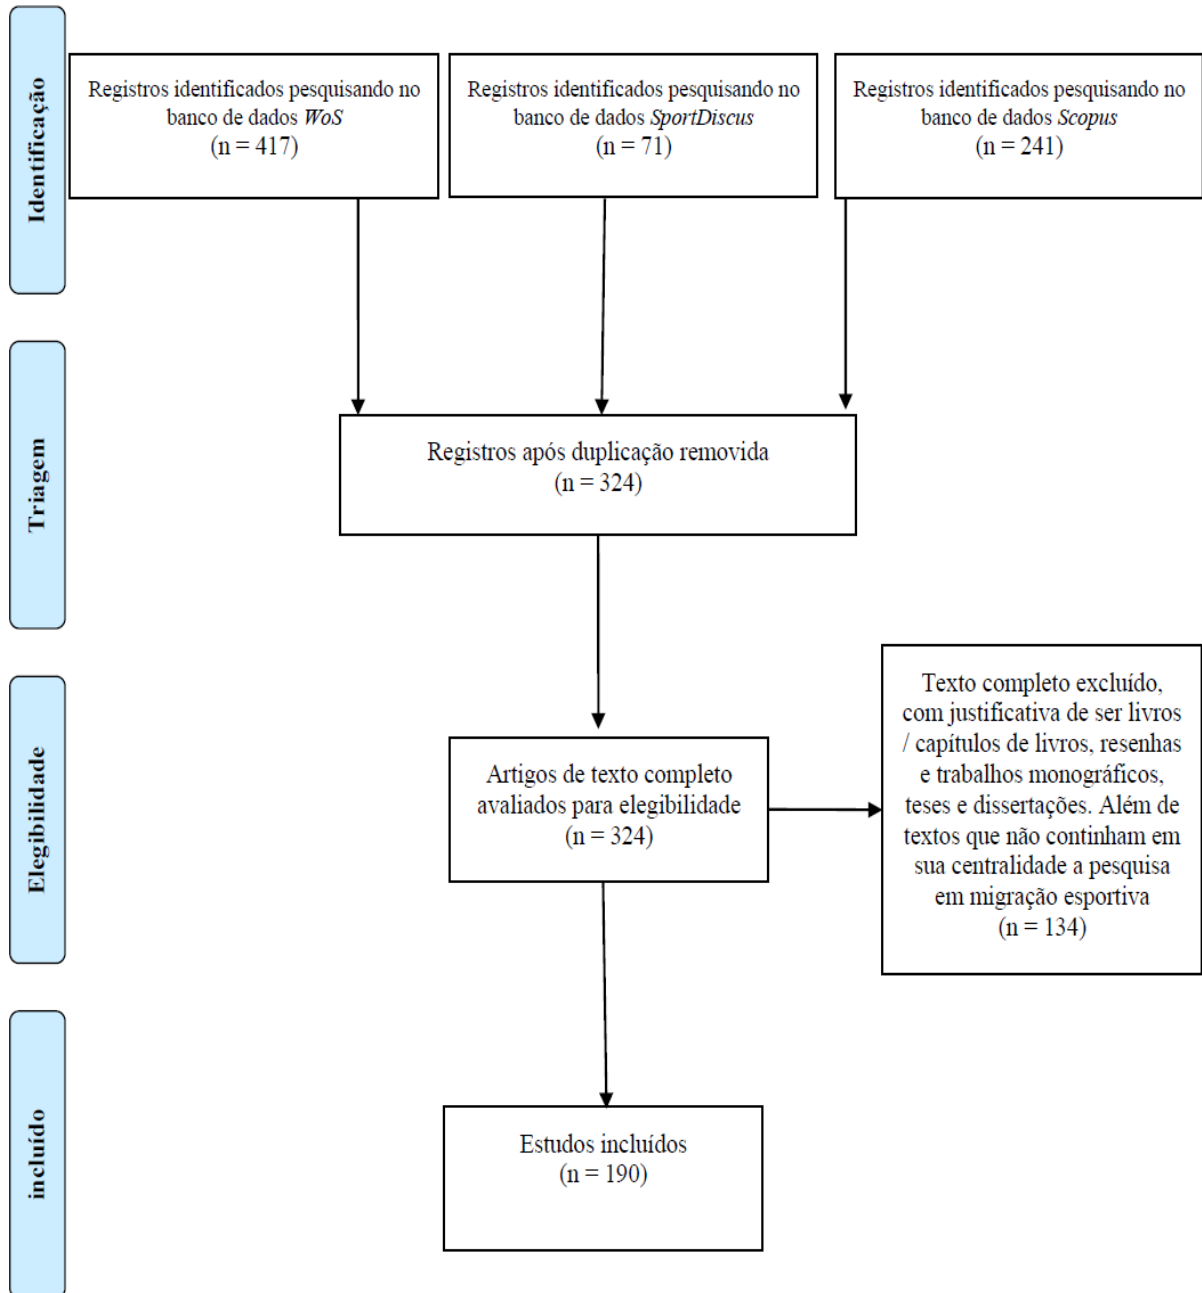 Identificação
Registros identificados pesquisando no
banco de dados WoS
(n = 417)
Registros identificados pesquisando no
banco de dados SportDiscus
(n = 71)
Registros identificados pesquisando no
banco de dados Scopus
(n = 241)
Triagem
Registros após duplicação removida
(n = 324)
Elegibilidade
Artigos de texto completo
avaliados para elegibilidade
(n = 324)
Texto completo excluído,
com justificativa de ser livros
/ capítulos de livros, resenhas
e trabalhos monográficos,
teses e dissertações. Além de
textos que não continham em
sua centralidade a pesquisa
em migração esportiva
(n = 134)
incluído
Estudos incluídos
(n = 190)